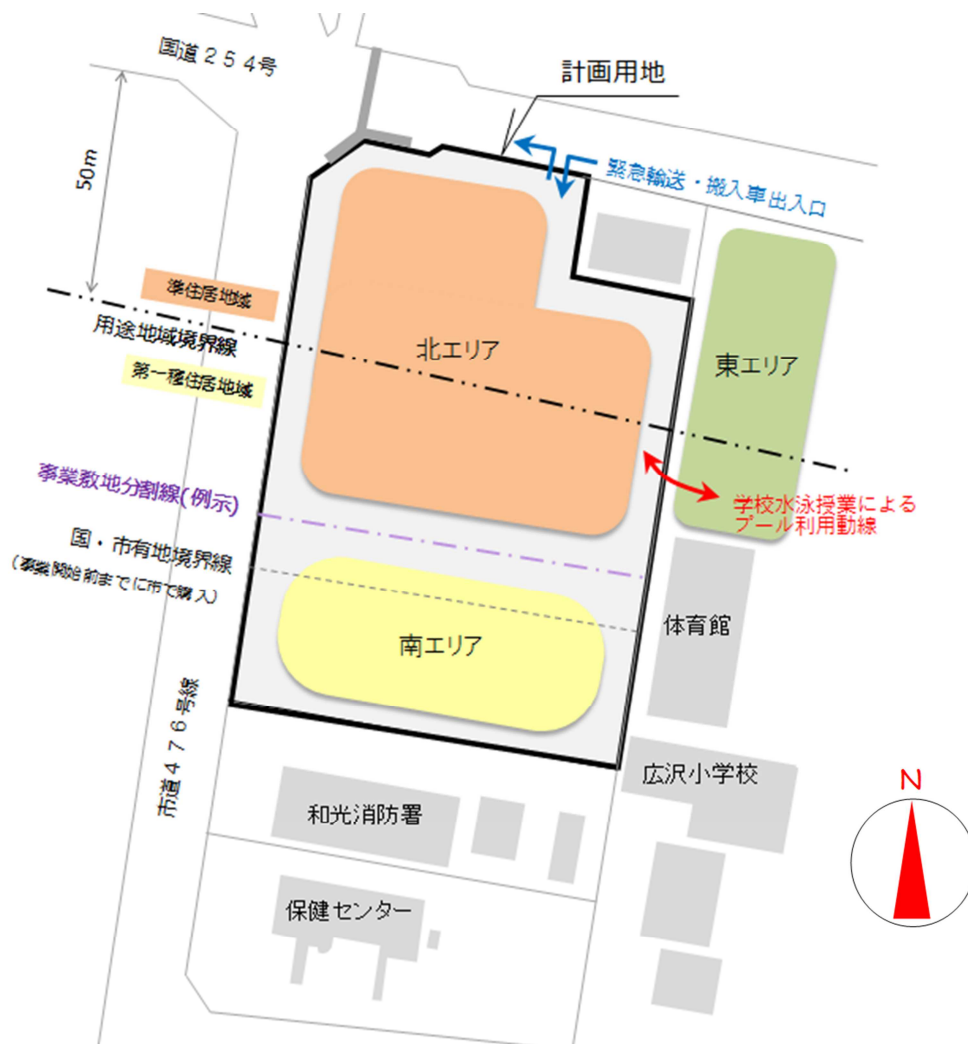 国道２５４号
計画用地
50m
緊急輸送・搬入車出入口
準住居地域
用途地域境界線
第一種住居地域
北エリア
東エリア
事業敷地分割線(例示)
学校水泳授業による
プール利用動線
国・市有地境界線
(事業開始前までに市で購入)
南エリア
体育館
市道４７６号線
広沢小学校
和光消防署
N
保健センター